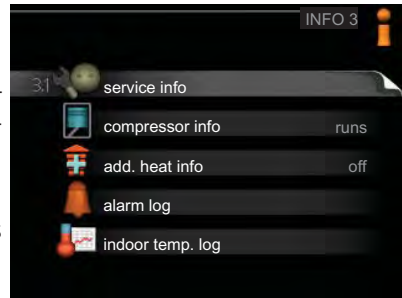 INFO 3
3.1 service info
compressor info runs
add. heat info off
alarm log
indoor temp. log